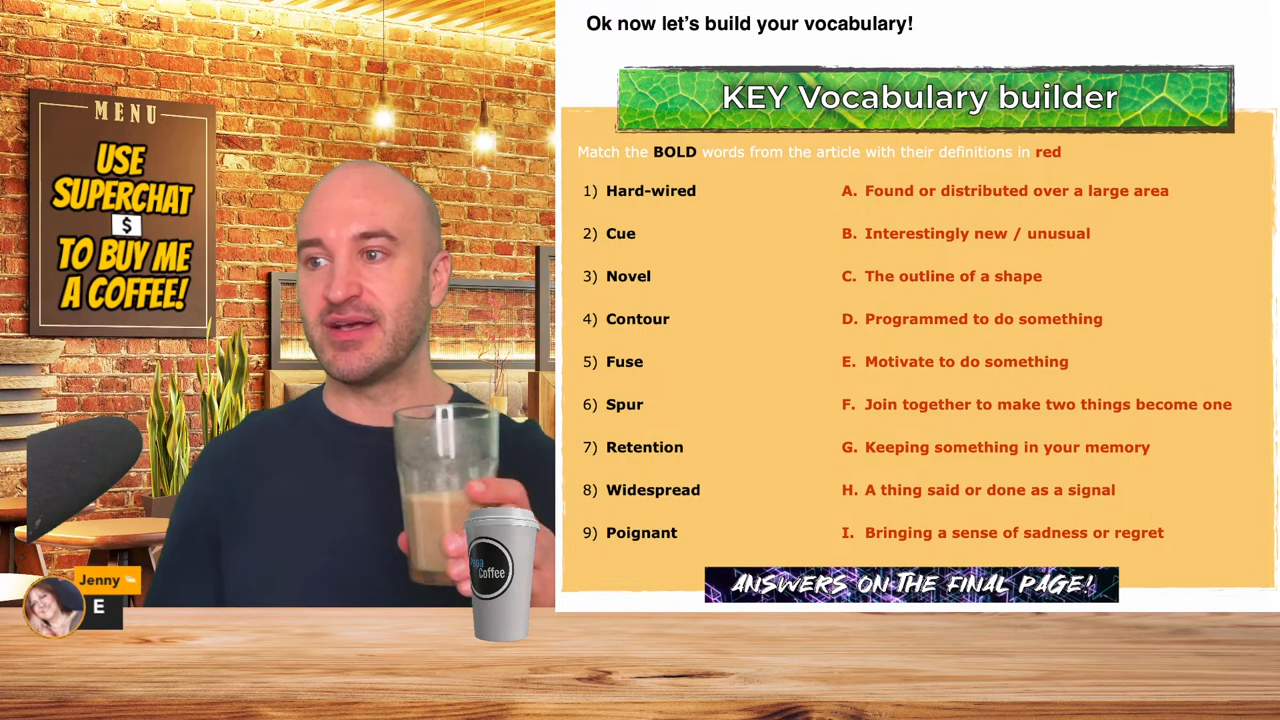 Ok now let's build your vocabulary!
KEY Vocabulary builder
Match the BOLD words from the article with their definitions in red
1) Hard-wired
A. Found or distributed over a large area
2) Cue
B. Interestingly new / unusual
3) Novel
C. The outline of a shape
4) Contour
D. Programmed to do something
5) Fuse
E. Motivate to do something
6) Spur
F. Join together to make two things become one
7) Retention
G. Keeping something in your memory
8) Widespread
H. A thing said or done as a signal
9) Poignant
I. Bringing a sense of sadness or regret
ANSWERS ON THE FINAL PAGE!
MENU
USE
SUPERCHAT
$
TO BUY ME
A COFFEE!
Jenny
E
Coffee